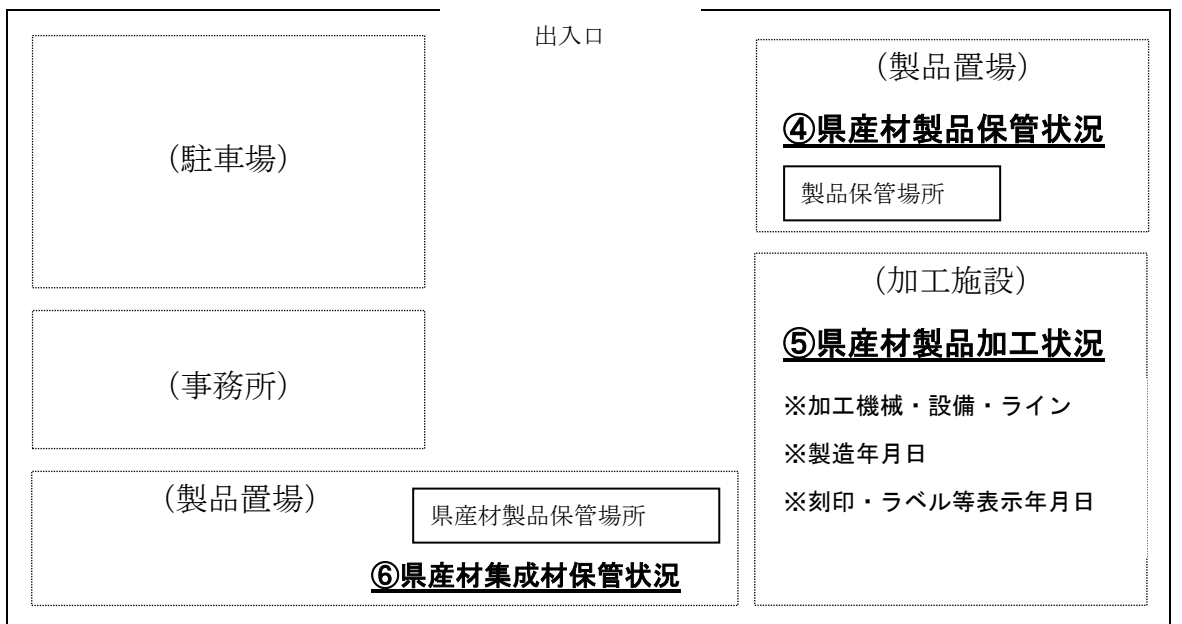 出入口
（駐車場）
（事務所）
（製品置場）
県産材製品保管場所
⑥県産材集成材保管状況
（製品置場）
④県産材製品保管状況
製品保管場所
（加工施設）
⑤県産材製品加工状況
※加工機械・設備・ライン
※製造年月日
※刻印・ラベル等表示年月日